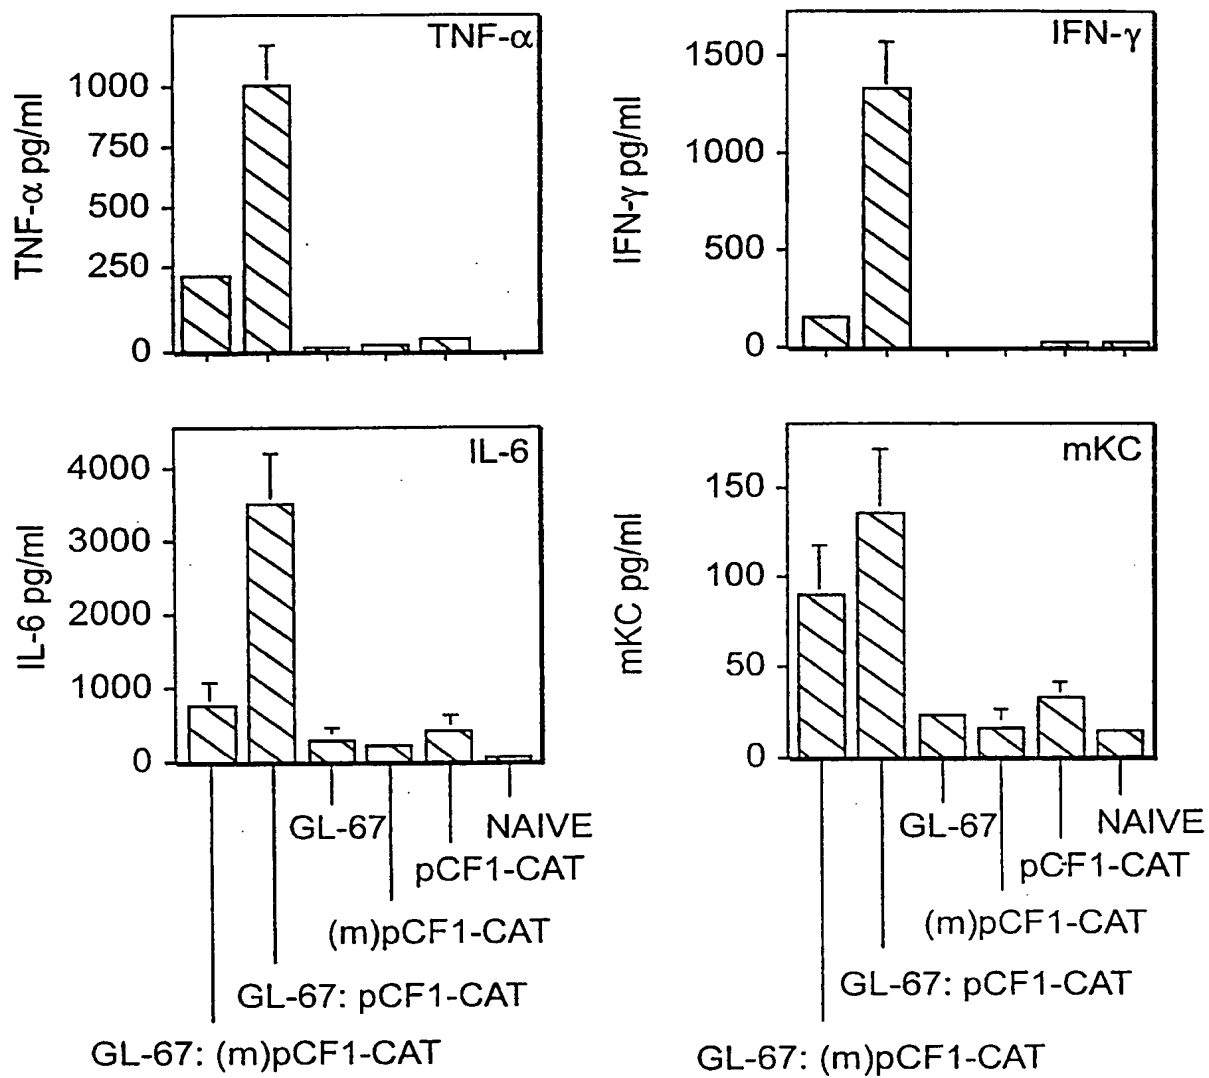 TNF-α
TNF-α pg/ml
1000
750
500
250
0
IFN-γ
IFN-γ pg/ml
1500
1000
500
0
IL-6
IL-6 pg/ml
4000
3000
2000
1000
0
mKC
mKC pg/ml
150
100
50
0
GL-67
NAIVE
pCF1-CAT
(m)pCF1-CAT
GL-67: pCF1-CAT
GL-67: (m)pCF1-CAT
GL-67
NAIVE
pCF1-CAT
(m)pCF1-CAT
GL-67: pCF1-CAT
GL-67: (m)pCF1-CAT